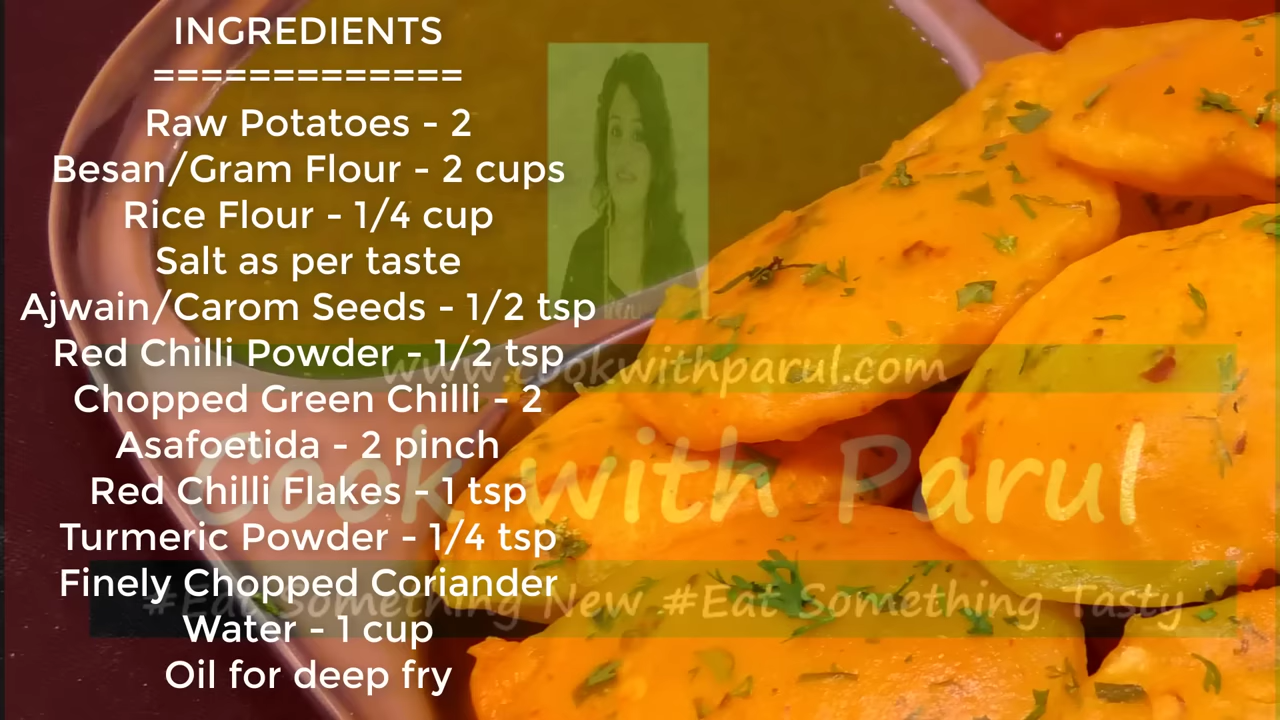 INGREDIENTS
=============
Raw Potatoes - 2
Besan/Gram Flour - 2 cups
Rice Flour - 1/4 cup
Salt as per taste
Ajwain/Carom Seeds - 1/2 tsp
Red Chilli Powder - 1/2 tsp
Chopped Green Chilli - 2
Asafoetida - 2 pinch
Red Chilli Flakes - 1 tsp
Turmeric Powder - 1/4 tsp
Finely Chopped Coriander
Water - 1 cup
Oil for deep fry
www.cookwithparul.com
Cook with Parul
#Eat Something New #Eat Something Tasty